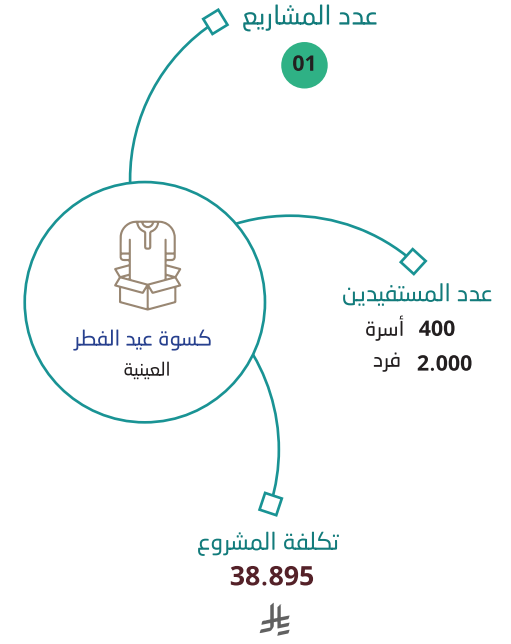 عدد المشاريع
01
عدد المستفيدين
400 أسرة
2.000 فرد
كسوة عيد الفطر
العينية
تكلفة المشروع
38.895